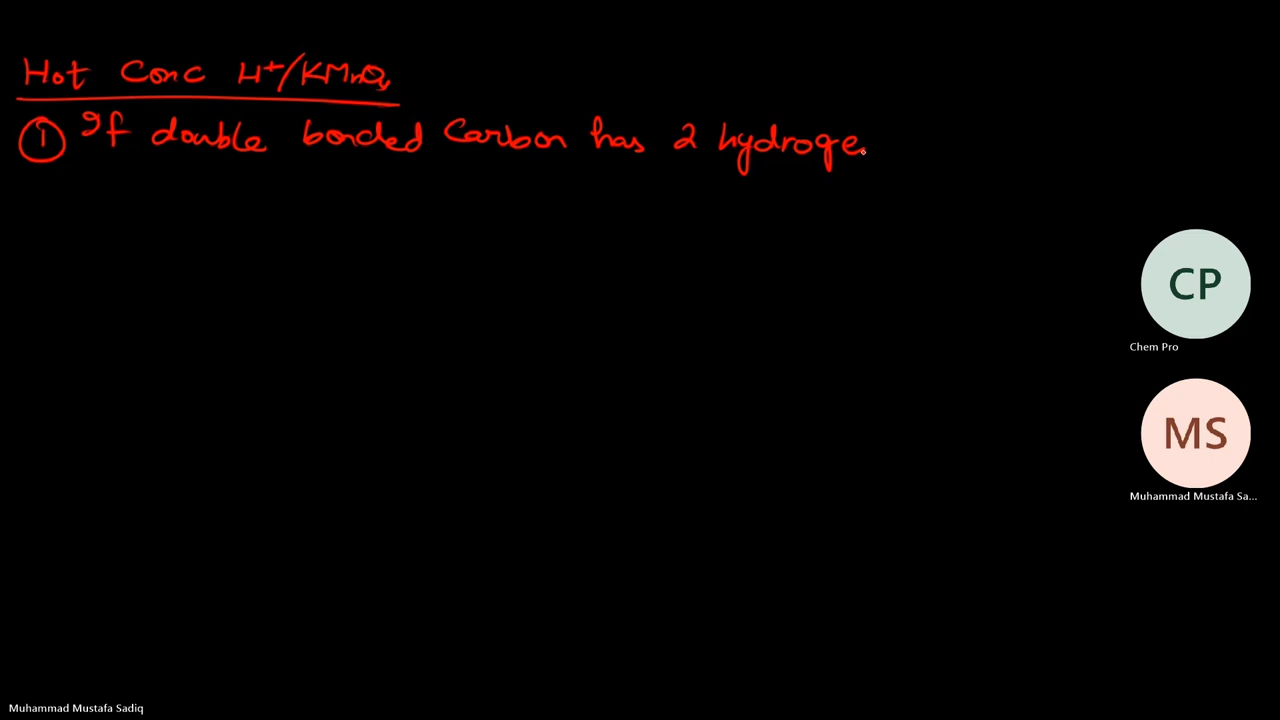 Hot Conc H+/KMnO4
① If double bonded Carbon has 2 hydroge
CP
Chem Pro
MS
Muhammad Mustafa Sa...
Muhammad Mustafa Sadiq